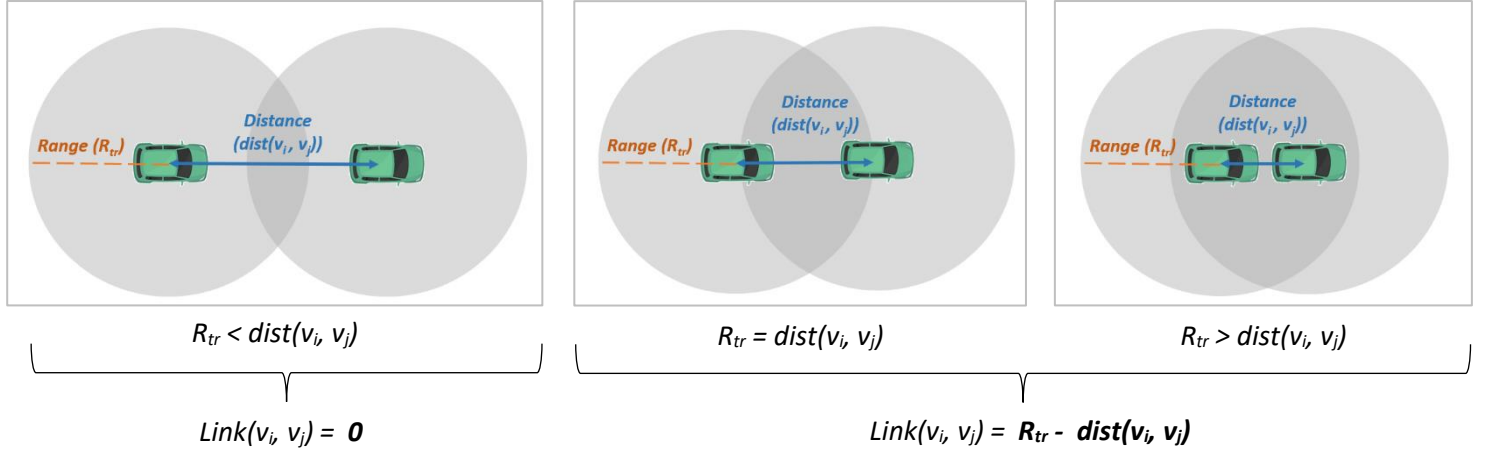 Range (Rtr)
Distance
(dist(vi , vj))
Range (Rtr)
Distance
(dist(vi , vj))
Range (Rtr)
Distance
(dist(vi , vj))
Rtr < dist(vi, vj)
Rtr = dist(vi, vj)
Rtr > dist(vi, vj)
Link(vi, vj) = 0
Link(vi, vj) = Rtr - dist(vi, vj)